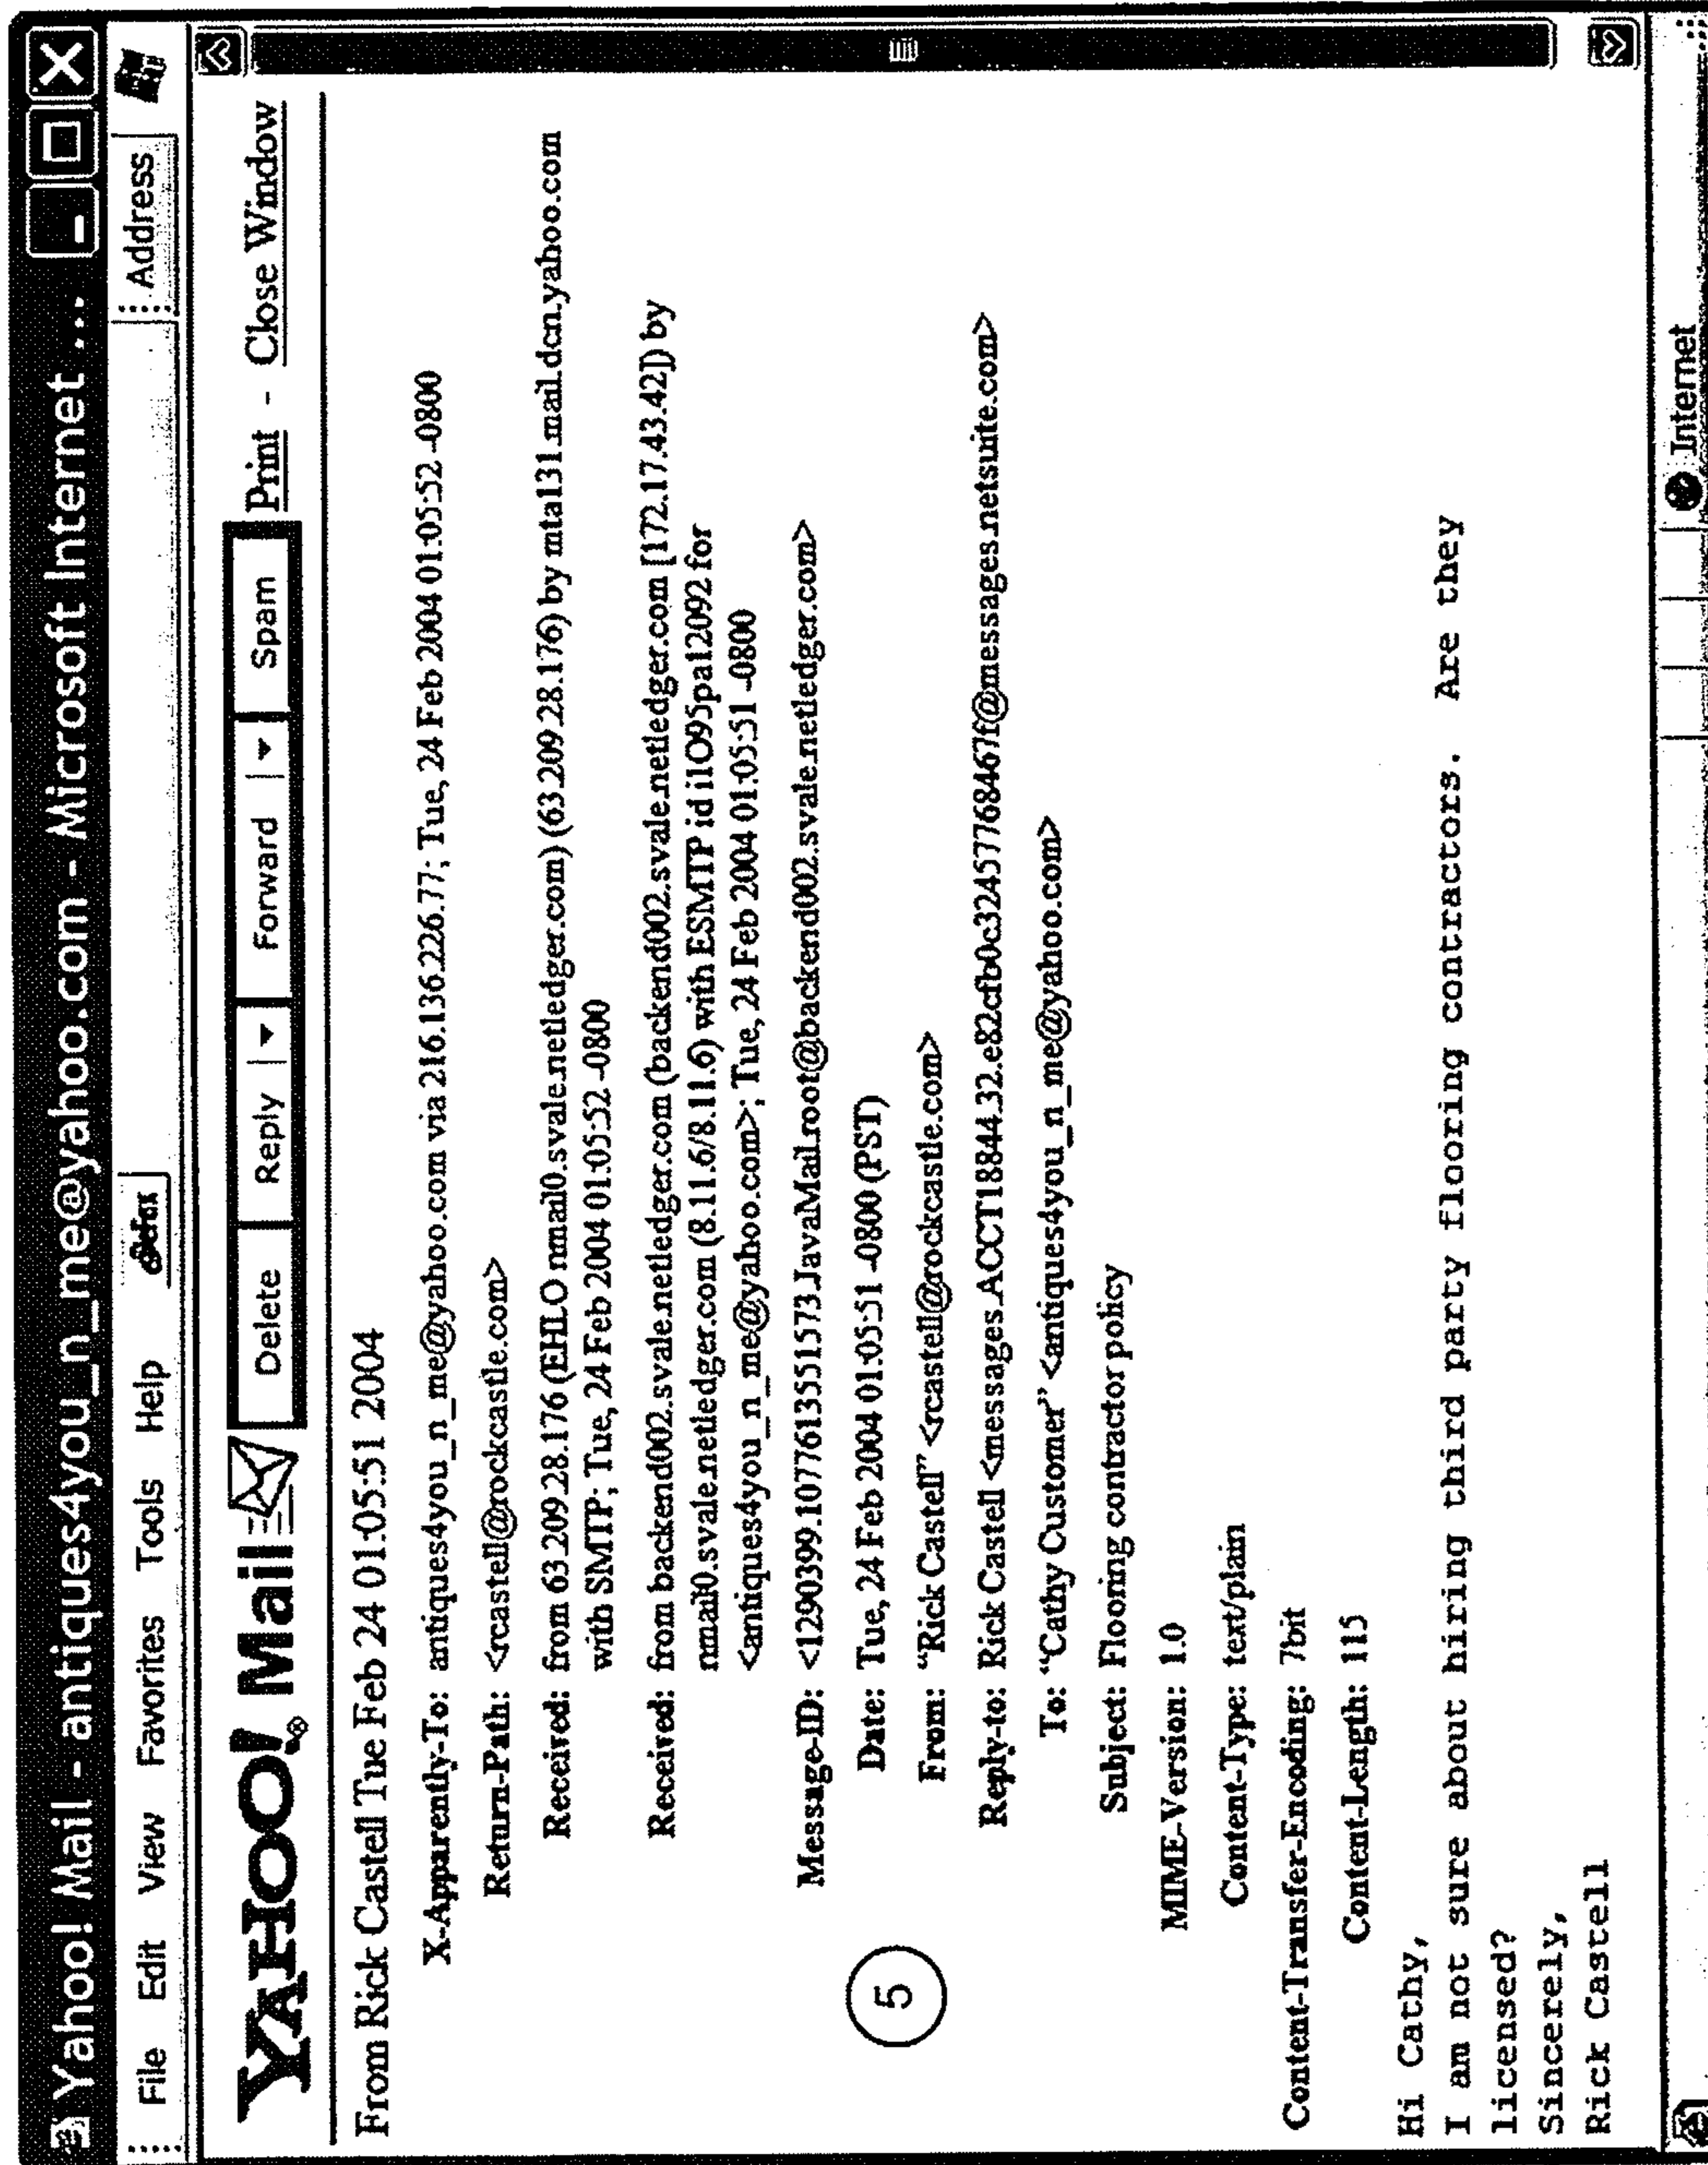 Yahoo! Mail - antiques4you_n_me@yahoo.com - Microsoft Internet ...
File Edit View Favorites Tools Help Address
YAHOO!® Mail Delete Reply Forward Spam Print - Close Window
From Rick Castell Tue Feb 24 01:05:51 2004
X-Apparently-To: antiques4you_n_me@yahoo.com via 216.136.226.77; Tue, 24 Feb 2004 01:05:52 -0800
Return-Path: <rcastell@rockcastle.com>
Received: from 63.209.28.176 (EHLO nmail0.svale.netledger.com) (63.209.28.176) by mta131.mail.dcn.yahoo.com
with SMTP; Tue, 24 Feb 2004 01:05:52 -0800
Received: from backend002.svale.netledger.com (backend002.svale.netledger.com [172.17.43.42]) by
nmail0.svale.netledger.com (8.11.6/8.11.6) with ESMTP id i1O95pa12092 for
<antiques4you_n_me@yahoo.com>; Tue, 24 Feb 2004 01:05:51 -0800
Message-ID: <1290399.1077613551573.JavaMail.root@backend002.svale.netledger.com>
5
Date: Tue, 24 Feb 2004 01:05:51 -0800 (PST)
From: "Rick Castell" <rcastell@rockcastle.com>
Reply-to: Rick Castell <messages.ACCT18844.32.e82cfb0c324577768467f@messages.netsuite.com>
To: "Cathy Customer" <antiques4you_n_me@yahoo.com>
Subject: Flooring contractor policy
MIME-Version: 1.0
Content-Type: text/plain
Content-Transfer-Encoding: 7bit
Content-Length: 115
Hi Cathy,
I am not sure about hiring third party flooring contractors. Are they
licensed?
Sincerely,
Rick Castell
Internet